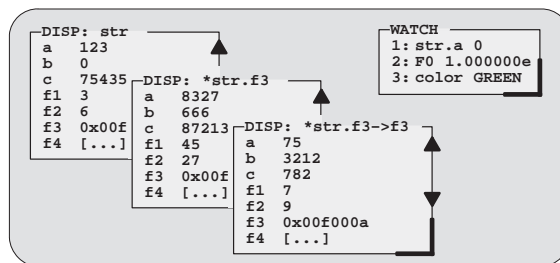 DISP: str
a 123
b 0
c 75435
f1 3
f2 6
f3 0x00f
f4 [...]
DISP: *str.f3
a 8327
b 666
c 87213
f1 45
f2 27
f3 0x00f
f4 [...]
DISP: *str.f3->f3
a 75
b 3212
c 782
f1 7
f2 9
f3 0x00f000a
f4 [...]
WATCH
1: str.a 0
2: F0 1.000000e
3: color GREEN